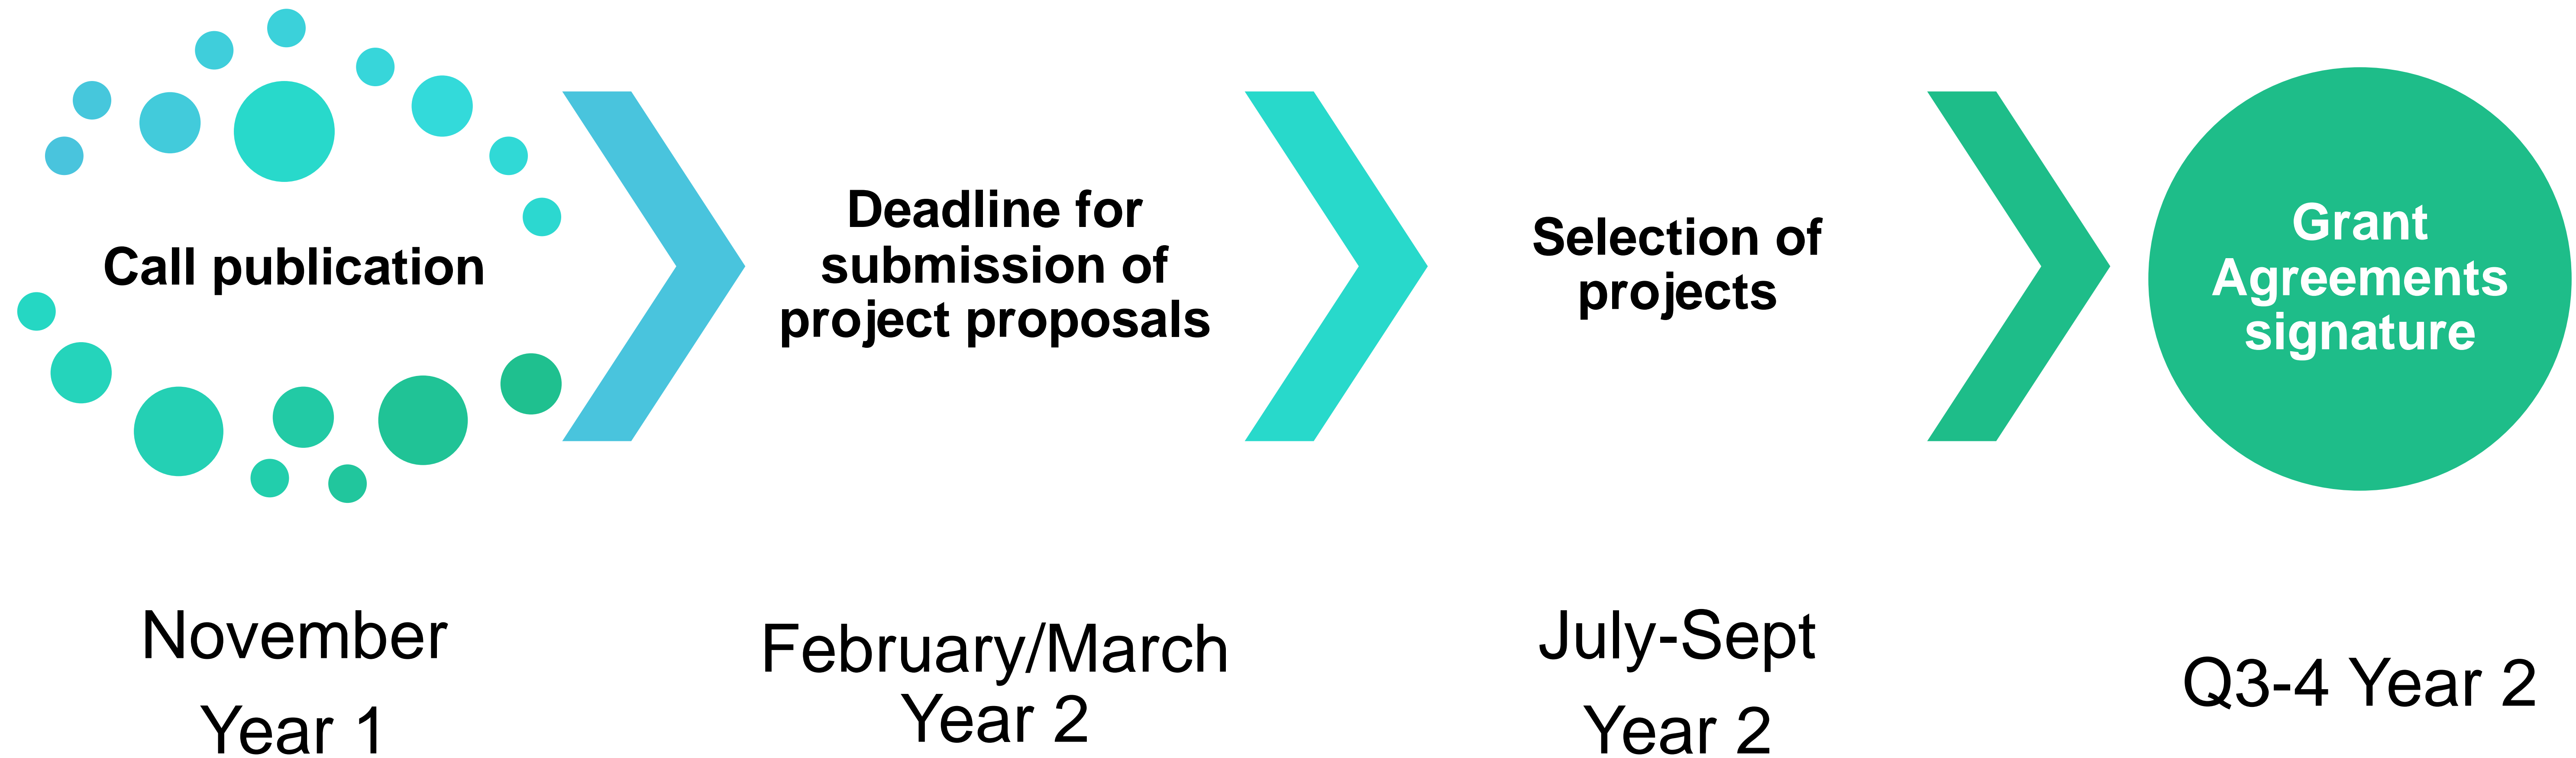 Call publication
Deadline for
submission of
project proposals
Selection of
projects
Grant
Agreements
signature
November
Year 1
February/March
Year 2
July-Sept
Year 2
Q3-4 Year 2